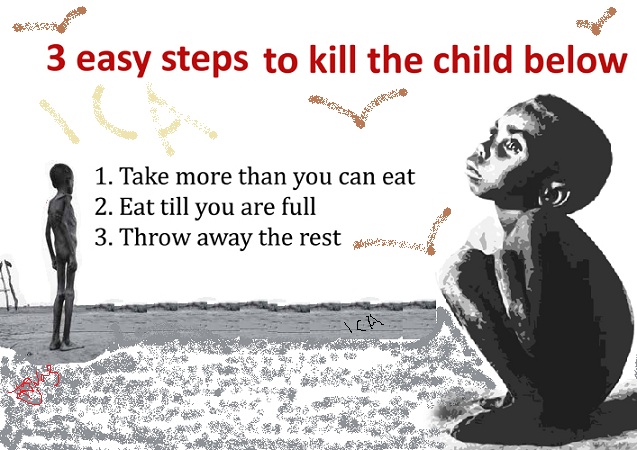 3 easy steps to kill the child below
ICA
1. Take more than you can eat
2. Eat till you are full
3. Throw away the rest
ICA